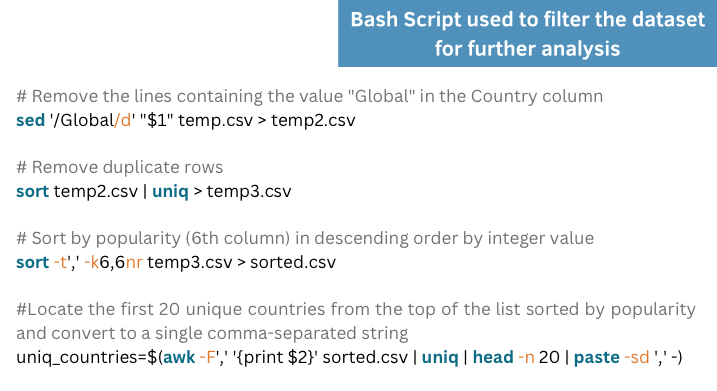 Bash Script used to filter the dataset
for further analysis
# Remove the lines containing the value "Global" in the Country column
sed '/Global/d' "$1" temp.csv > temp2.csv
# Remove duplicate rows
sort temp2.csv | uniq > temp3.csv
# Sort by popularity (6th column) in descending order by integer value
sort -t',' -k6,6nr temp3.csv > sorted.csv
#Locate the first 20 unique countries from the top of the list sorted by popularity
and convert to a single comma-separated string
uniq_countries=$(awk -F',' '{print $2}' sorted.csv | uniq | head -n 20 | paste -sd ',' -)